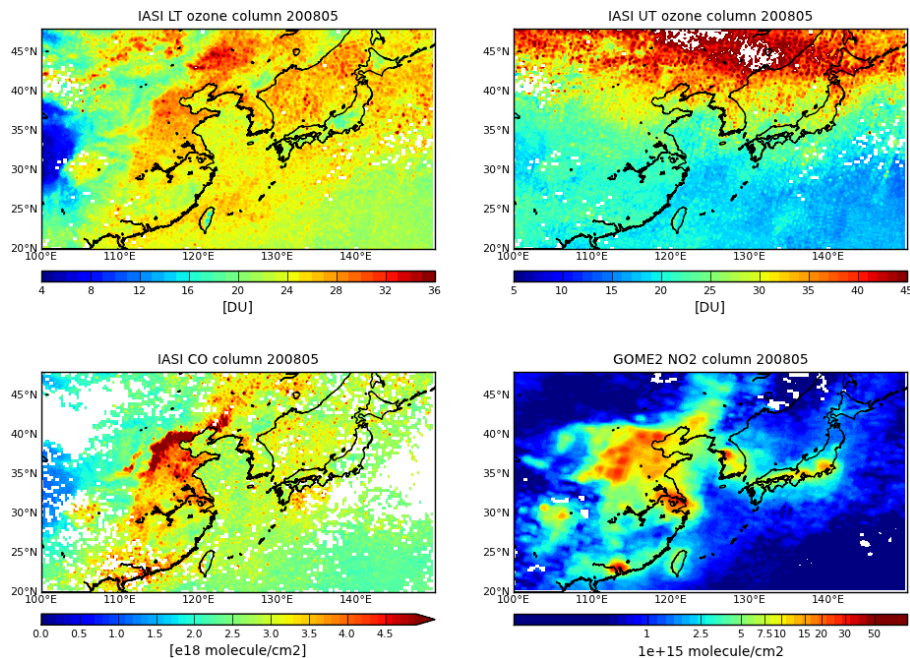 IASI LT ozone column 200805
IASI UT ozone column 200805
45°N
40°N
35°N
30°N
25°N
20°N
100°E 110°E 120°E 130°E 140°E
45°N
40°N
35°N
30°N
25°N
20°N
100°E 110°E 120°E 130°E 140°E
4 8 12 16 20 24 28 32 36
[DU]
5 10 15 20 25 30 35 40 45
[DU]
IASI CO column 200805
GOME2 NO2 column 200805
45°N
40°N
35°N
30°N
25°N
20°N
100°E 110°E 120°E 130°E 140°E
45°N
40°N
35°N
30°N
25°N
20°N
100°E 110°E 120°E 130°E 140°E
0.0 0.5 1.0 1.5 2.0 2.5 3.0 3.5 4.0 4.5
[e18 molecule/cm2]
1 2.5 5 7.5 10 15 20 30 50
1e+15 molecule/cm2